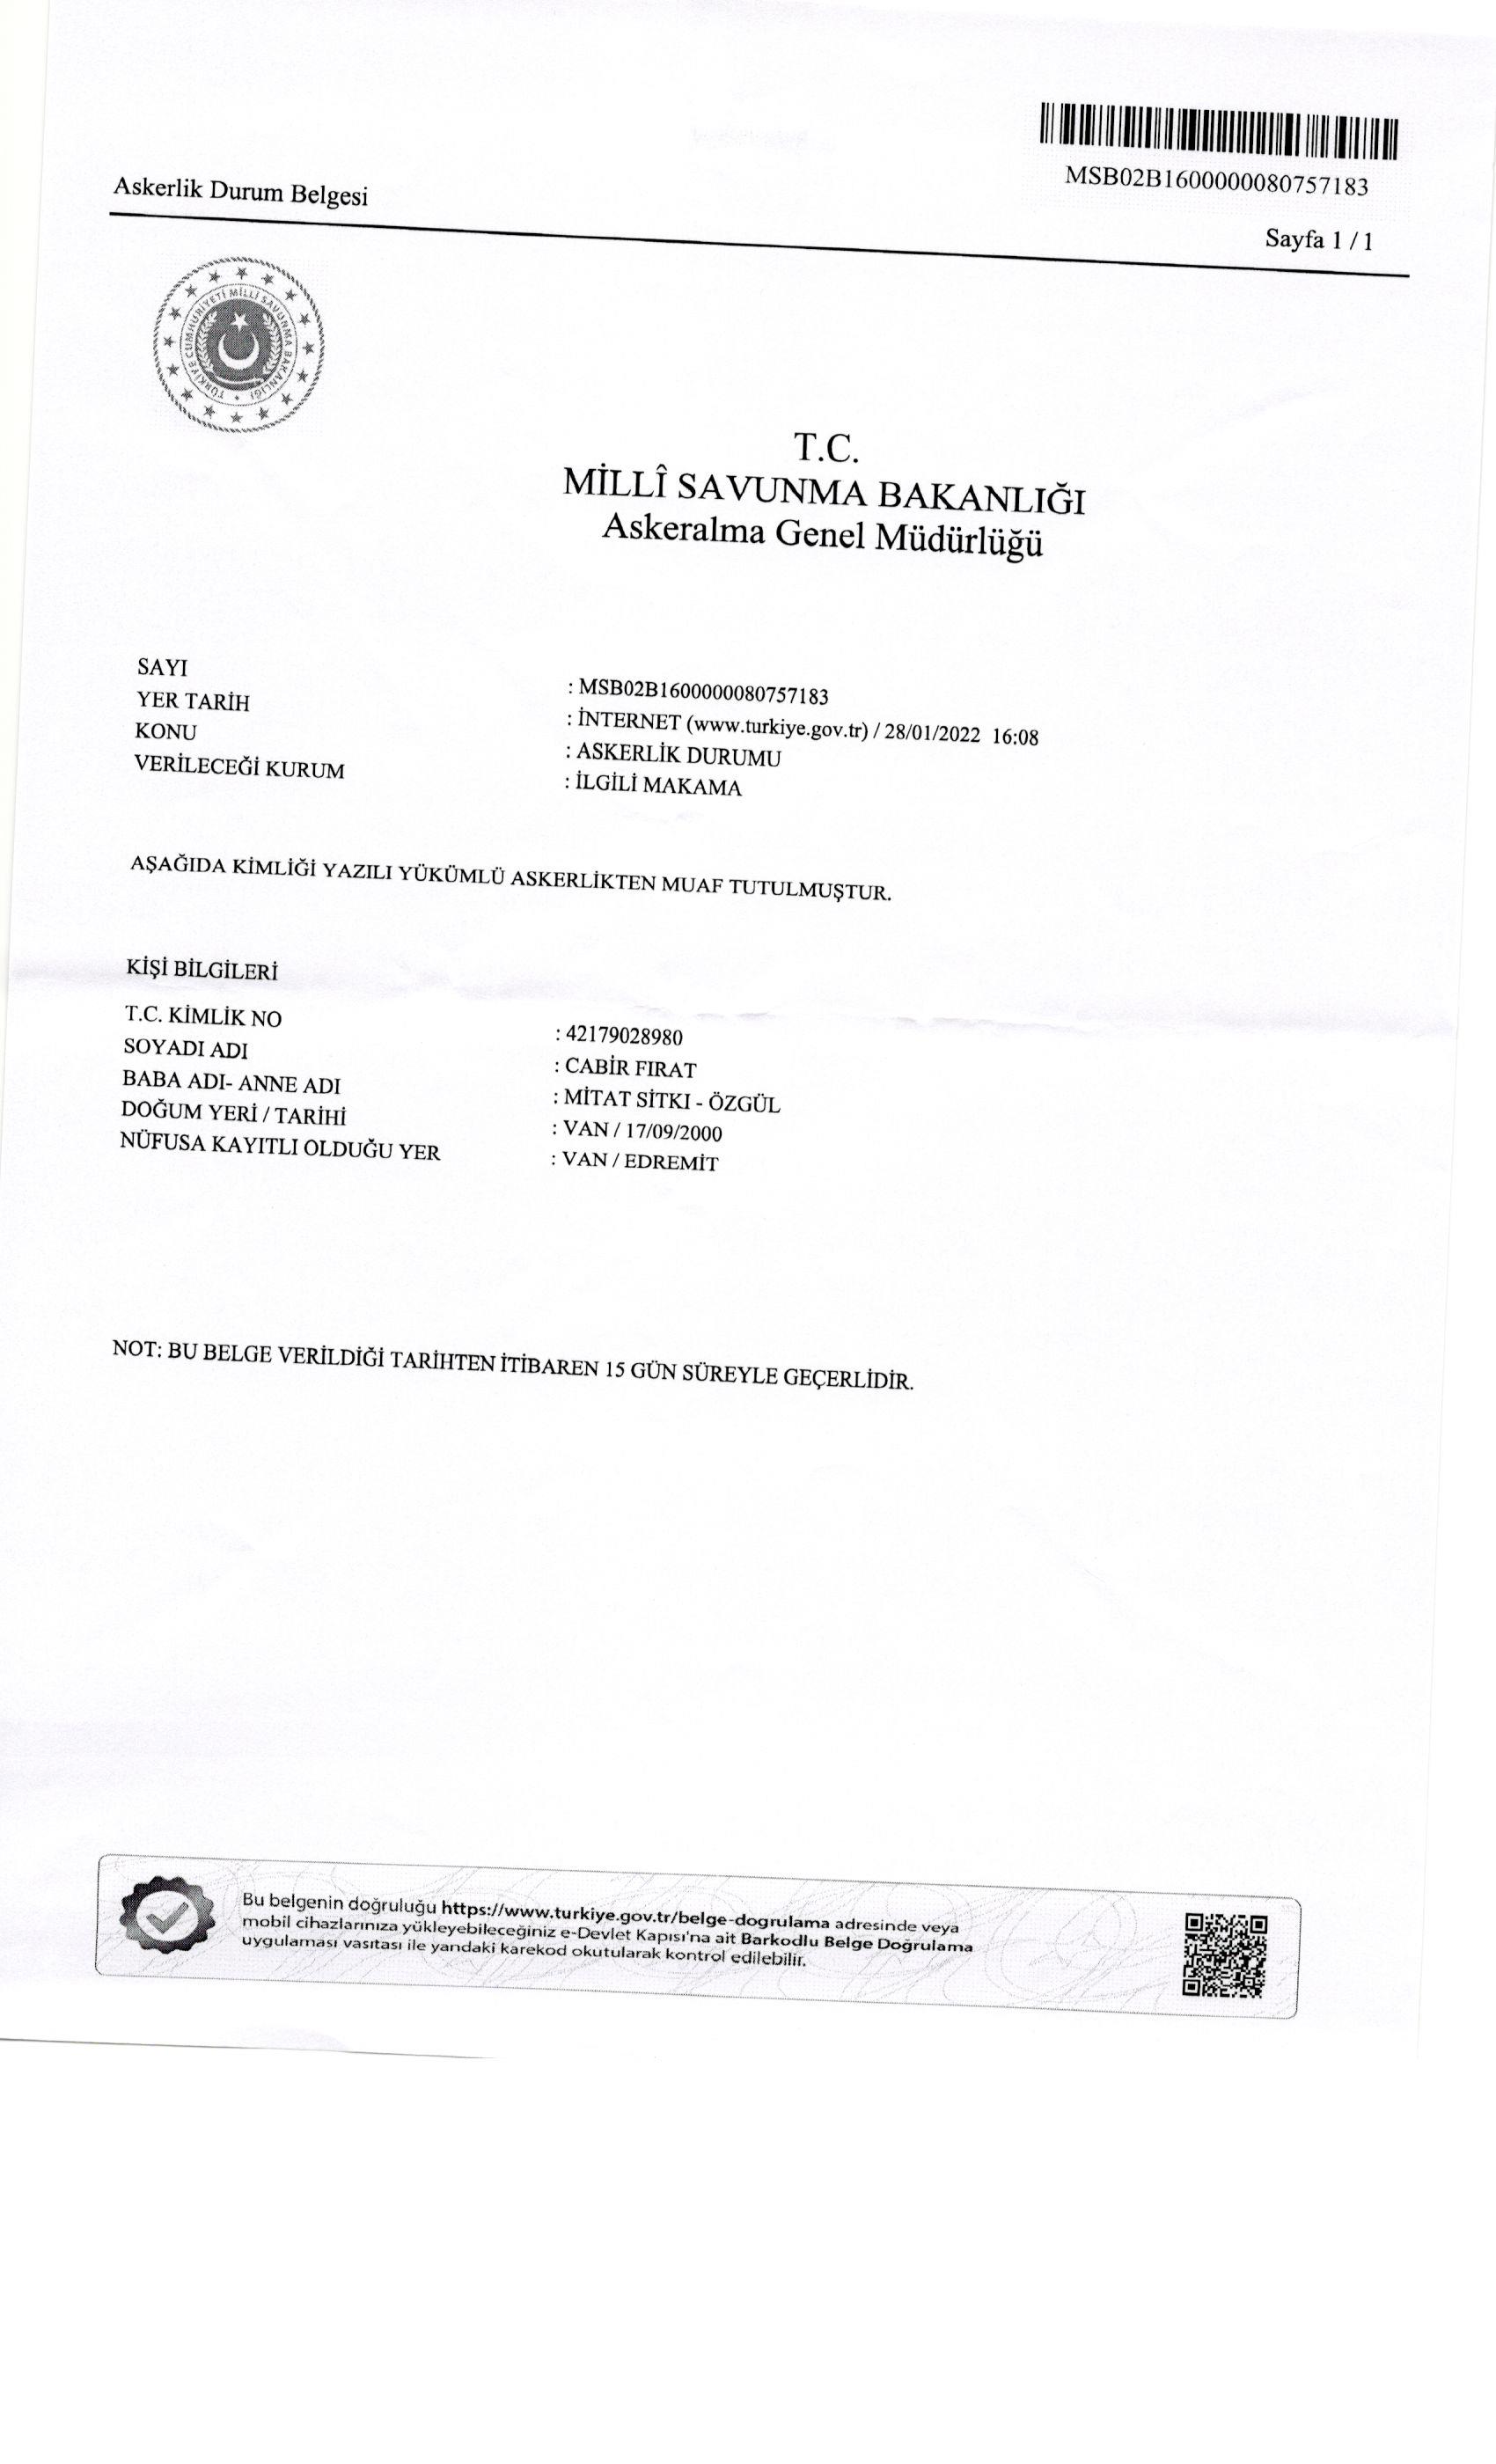 MSB02B1600000080757183
Askerlik Durum Belgesi
Sayfa 1 / 1
TÜRKİYE CUMHURİYETİ MİLLİ SAVUNMA BAKANLIĞI
T.C.
MİLLÎ SAVUNMA BAKANLIĞI
Askeralma Genel Müdürlüğü
SAYI : MSB02B1600000080757183
YER TARİH : İNTERNET (www.turkiye.gov.tr) / 28/01/2022 16:08
KONU : ASKERLİK DURUMU
VERİLECEĞİ KURUM : İLGİLİ MAKAMA
AŞAĞIDA KİMLİĞİ YAZILI YÜKÜMLÜ ASKERLİKTEN MUAF TUTULMUŞTUR.
KİŞİ BİLGİLERİ
T.C. KİMLİK NO : 42179028980
SOYADI ADI : CABİR FIRAT
BABA ADI- ANNE ADI : MİTAT SİTKI - ÖZGÜL
DOĞUM YERİ / TARİHİ : VAN / 17/09/2000
NÜFUSA KAYITLI OLDUĞU YER : VAN / EDREMİT
NOT: BU BELGE VERİLDİĞİ TARİHTEN İTİBAREN 15 GÜN SÜREYLE GEÇERLİDİR.
Bu belgenin doğruluğu https://www.turkiye.gov.tr/belge-dogrulama adresinde veya
mobil cihazlarınıza yükleyebileceğiniz e-Devlet Kapısı'na ait Barkodlu Belge Doğrulama
uygulaması vasıtası ile yandaki karekod okutularak kontrol edilebilir.